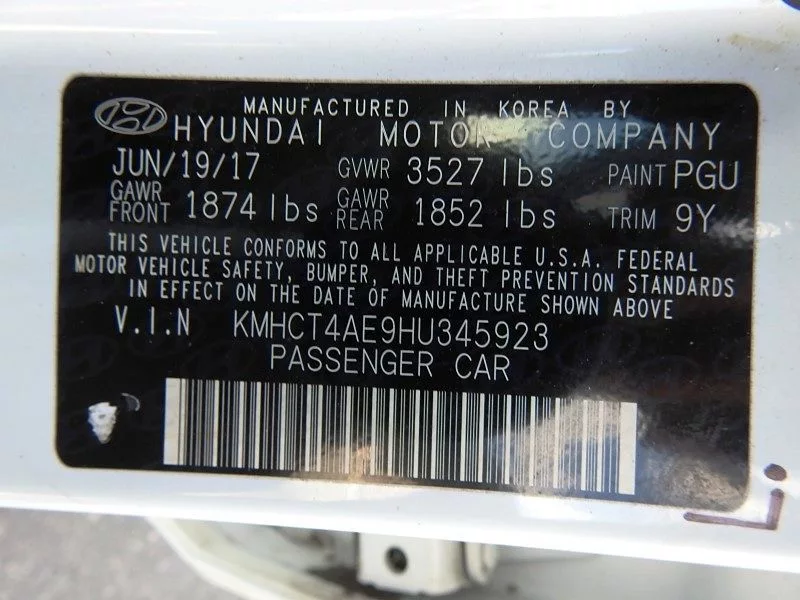 MANUFACTURED IN KOREA BY
HYUNDAI MOTOR COMPANY
JUN/19/17 GVWR 3527 lbs PAINT PGU
GAWR FRONT 1874 lbs GAWR REAR 1852 lbs TRIM 9Y
THIS VEHICLE CONFORMS TO ALL APPLICABLE U.S.A. FEDERAL
MOTOR VEHICLE SAFETY, BUMPER, AND THEFT PREVENTION STANDARDS
IN EFFECT ON THE DATE OF MANUFACTURE SHOWN ABOVE
V.I.N KMHCT4AE9HU345923
PASSENGER CAR